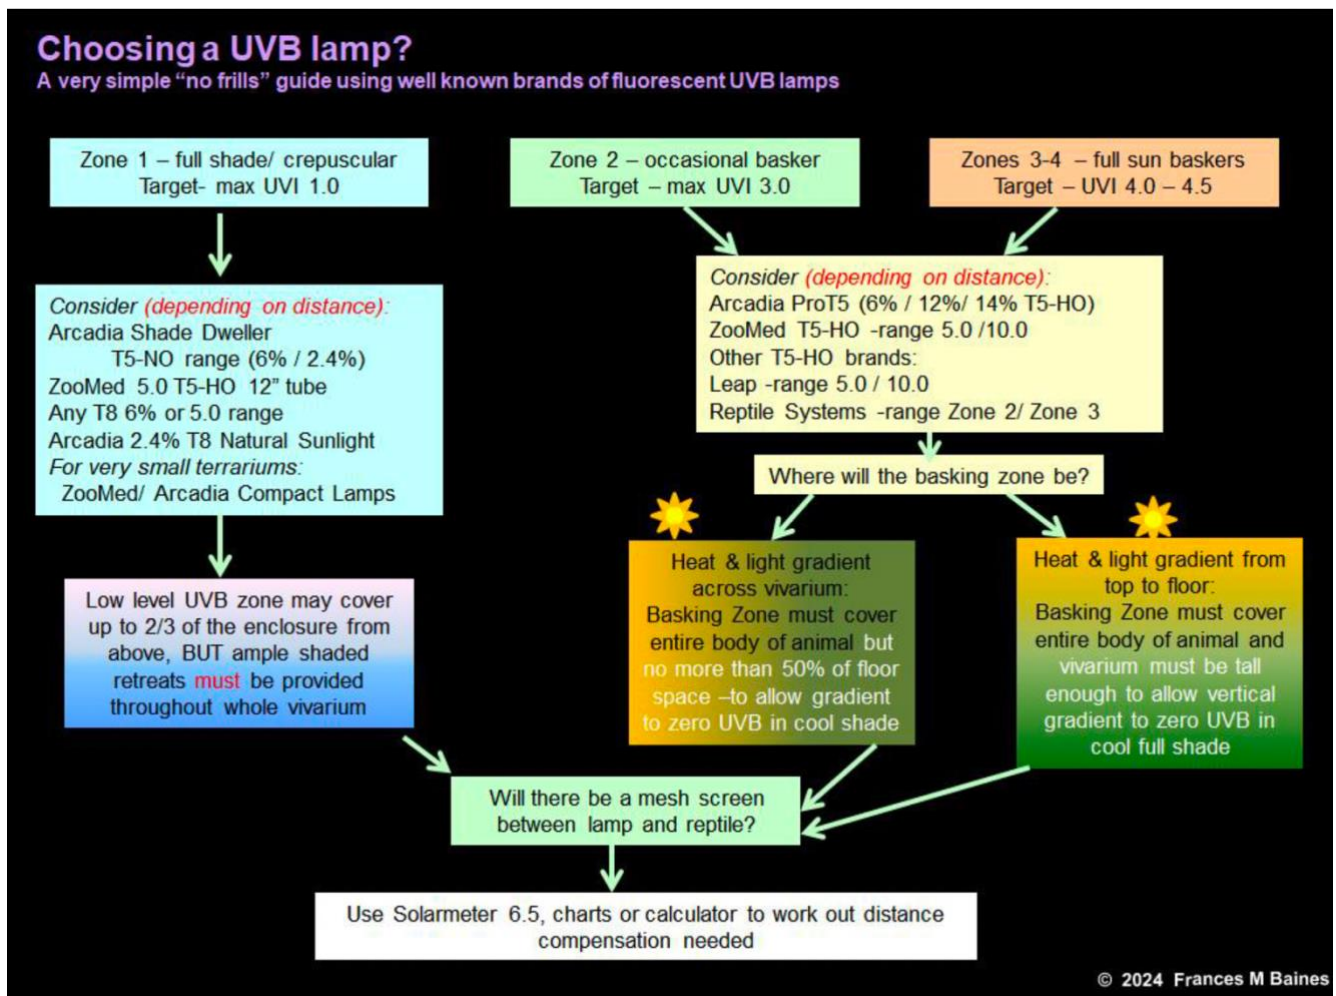 Choosing a UVB lamp?
A very simple “no frills” guide using well known brands of fluorescent UVB lamps
Zone 1 – full shade/ crepuscular
Target- max UVI 1.0
Zone 2 – occasional basker
Target – max UVI 3.0
Zones 3-4 – full sun baskers
Target – UVI 4.0 – 4.5
Consider (depending on distance):
Arcadia Shade Dweller
T5-NO range (6% / 2.4%)
ZooMed 5.0 T5-HO 12” tube
Any T8 6% or 5.0 range
Arcadia 2.4% T8 Natural Sunlight
For very small terrariums:
ZooMed/ Arcadia Compact Lamps
Consider (depending on distance):
Arcadia ProT5 (6% / 12%/ 14% T5-HO)
ZooMed T5-HO -range 5.0 /10.0
Other T5-HO brands:
Leap -range 5.0 / 10.0
Reptile Systems -range Zone 2/ Zone 3
Where will the basking zone be?
Low level UVB zone may cover
up to 2/3 of the enclosure from
above, BUT ample shaded
retreats must be provided
throughout whole vivarium
Heat & light gradient
across vivarium:
Basking Zone must cover
entire body of animal but
no more than 50% of floor
space –to allow gradient
to zero UVB in cool shade
Heat & light gradient from
top to floor:
Basking Zone must cover
entire body of animal and
vivarium must be tall
enough to allow vertical
gradient to zero UVB in
cool full shade
Will there be a mesh screen
between lamp and reptile?
Use Solarmeter 6.5, charts or calculator to work out distance
compensation needed
© 2024 Frances M Baines